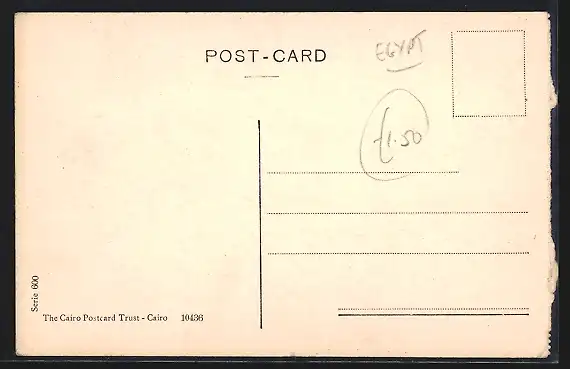 POST-CARD
EGYPT
£1.50
Serie 600
The Cairo Postcard Trust - Cairo 10436